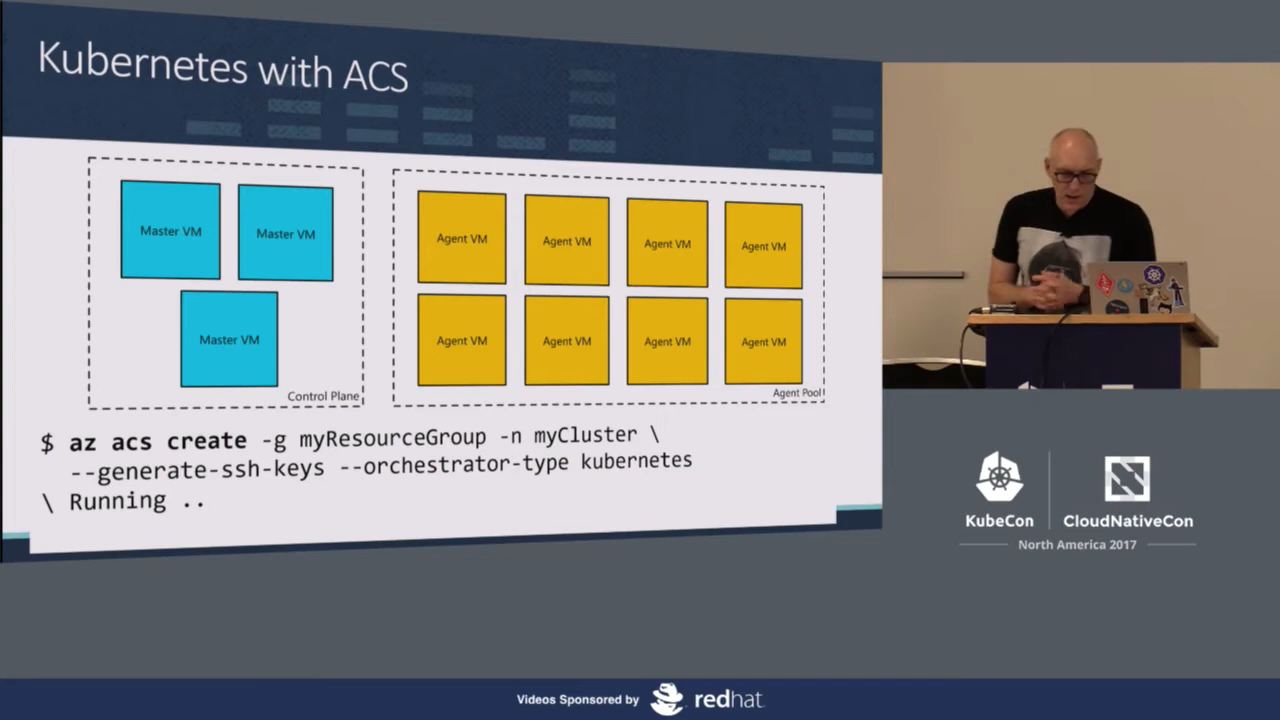 Kubernetes with ACS
Master VM
Master VM
Master VM
Control Plane
Agent VM
Agent VM
Agent VM
Agent VM
Agent VM
Agent VM
Agent VM
Agent VM
Agent Pool
$ az acs create -g myResourceGroup -n myCluster \
--generate-ssh-keys --orchestrator-type kubernetes
\ Running ..
KubeCon
CloudNativeCon
North America 2017
Videos Sponsored by redhat.